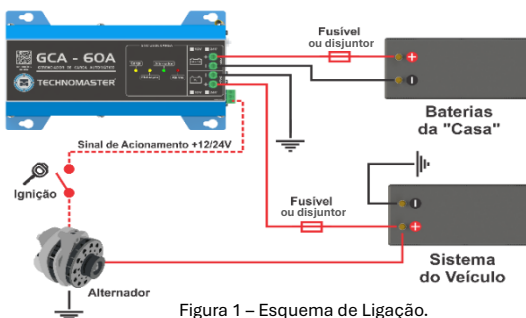 GCA - 60A
TECHNOMASTER
Fusível
ou disjuntor
Baterias
da "Casa"
Sinal de Acionamento +12/24V
Ignição
Fusível
ou disjuntor
Sistema
do Veículo
Alternador
Figura 1 – Esquema de Ligação.